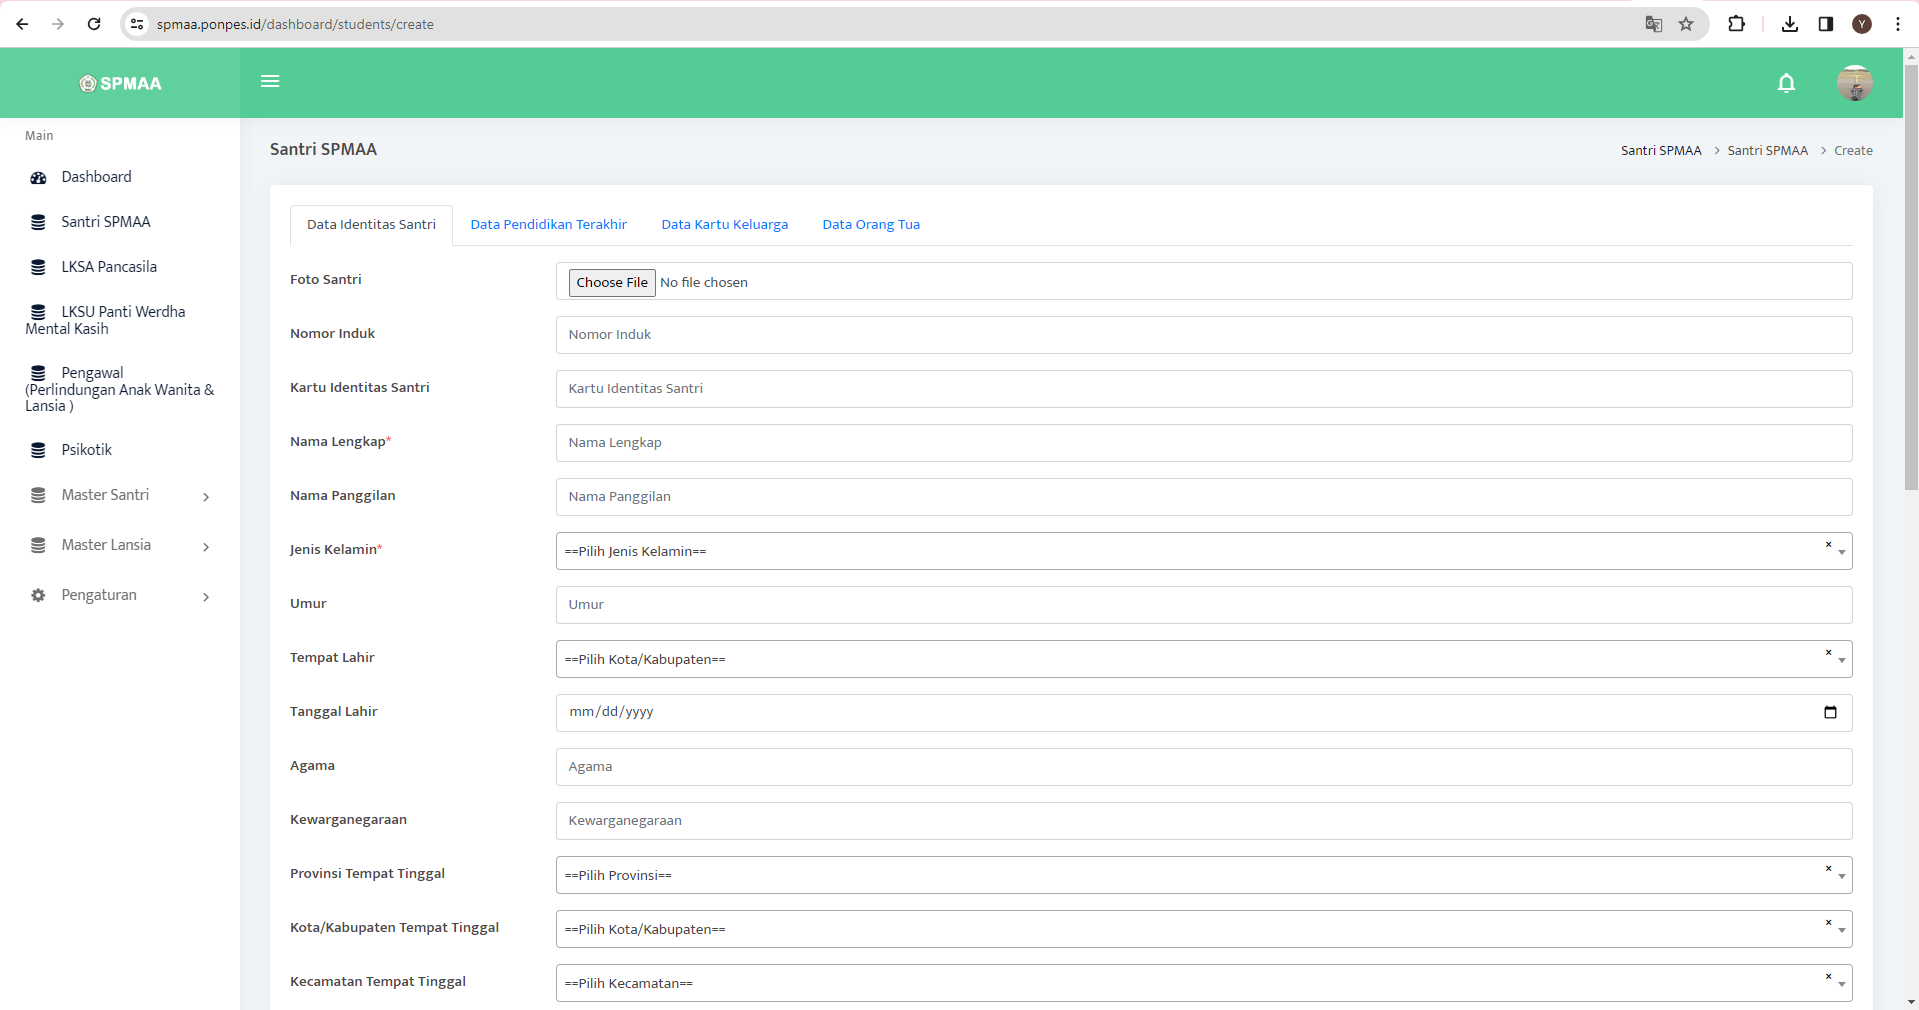 spmaa.ponpes.id/dashboard/students/create
Y
SPMAA
Main
Dashboard
Santri SPMAA
LKSA Pancasila
LKSU Panti Werdha
Mental Kasih
Pengawal
(Perlindungan Anak Wanita &
Lansia )
Psikotik
Master Santri
Master Lansia
Pengaturan
Santri SPMAA
Santri SPMAA > Santri SPMAA > Create
Data Identitas Santri Data Pendidikan Terakhir Data Kartu Keluarga Data Orang Tua
Foto Santri Choose File No file chosen
Nomor Induk Nomor Induk
Kartu Identitas Santri Kartu Identitas Santri
Nama Lengkap* Nama Lengkap
Nama Panggilan Nama Panggilan
Jenis Kelamin* ==Pilih Jenis Kelamin== ×
Umur Umur
Tempat Lahir ==Pilih Kota/Kabupaten== ×
Tanggal Lahir mm/dd/yyyy
Agama Agama
Kewarganegaraan Kewarganegaraan
Provinsi Tempat Tinggal ==Pilih Provinsi== ×
Kota/Kabupaten Tempat Tinggal ==Pilih Kota/Kabupaten== ×
Kecamatan Tempat Tinggal ==Pilih Kecamatan== ×